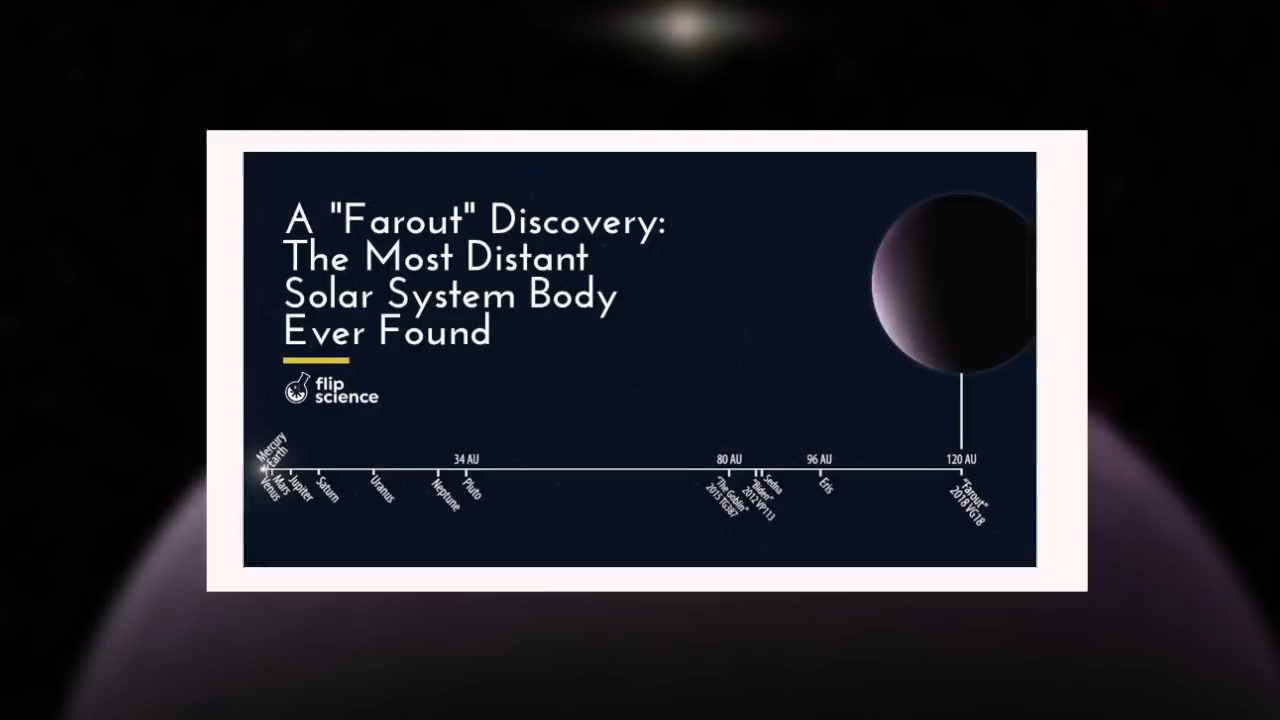 A "Farout" Discovery:
The Most Distant
Solar System Body
Ever Found
flip
science
34 AU
80 AU
96 AU
120 AU
Mercury
Earth
Venus
Mars
Jupiter
Saturn
Uranus
Neptune
Pluto
"The Goblin"
2015 TG387
"Biden"
2012 VP113
Sedna
Eris
"Farout"
2018 VG18